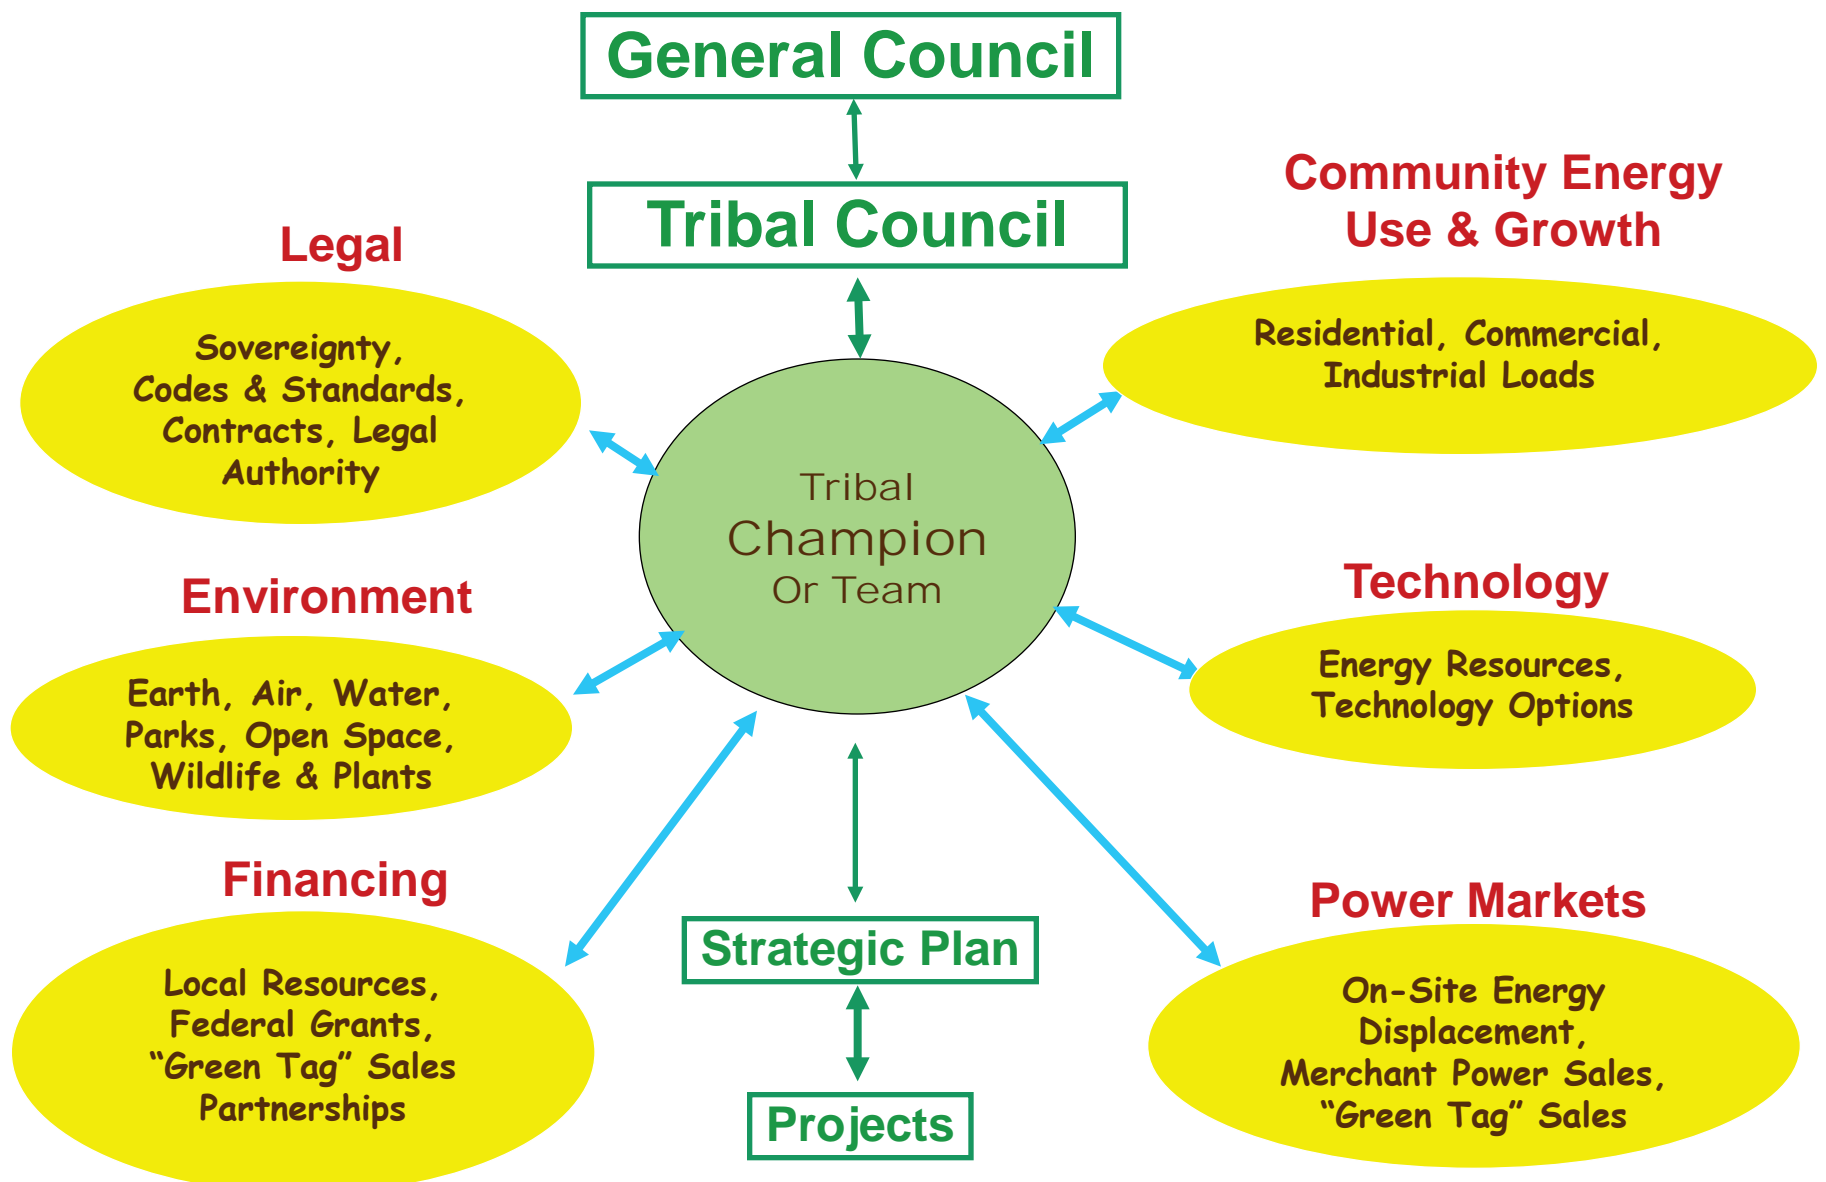 General Council
Tribal Council
Legal
Sovereignty,
Codes & Standards,
Contracts, Legal
Authority
Community Energy
Use & Growth
Residential, Commercial,
Industrial Loads
Tribal
Champion
Or Team
Environment
Earth, Air, Water,
Parks, Open Space,
Wildlife & Plants
Technology
Energy Resources,
Technology Options
Financing
Local Resources,
Federal Grants,
“Green Tag” Sales
Partnerships
Strategic Plan
Projects
Power Markets
On-Site Energy
Displacement,
Merchant Power Sales,
“Green Tag” Sales